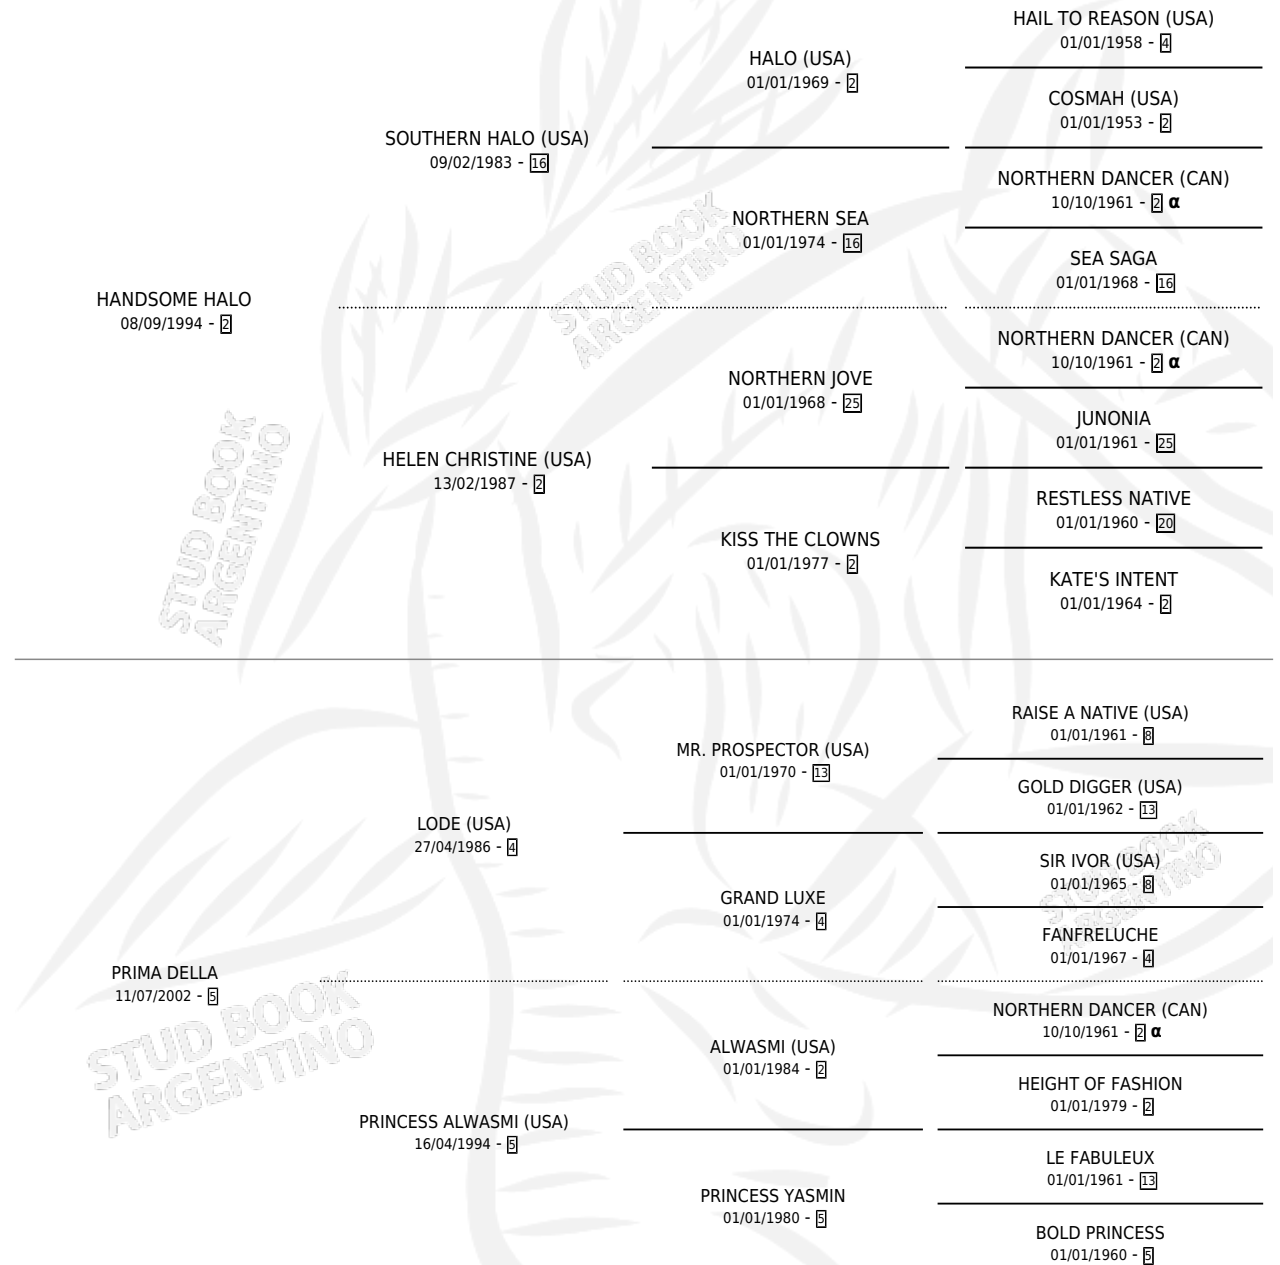 HAIL TO REASON (USA)
01/01/1958 - 4
HALO (USA)
01/01/1969 - 2
COSMAH (USA)
01/01/1953 - 2
SOUTHERN HALO (USA)
09/02/1983 - 16
NORTHERN DANCER (CAN)
10/10/1961 - 2 α
NORTHERN SEA
01/01/1974 - 16
SEA SAGA
01/01/1968 - 16
STUD BOOK
ARGENTINO
HANDSOME HALO
08/09/1994 - 2
NORTHERN DANCER (CAN)
10/10/1961 - 2 α
NORTHERN JOVE
01/01/1968 - 25
JUNONIA
01/01/1961 - 25
HELEN CHRISTINE (USA)
13/02/1987 - 2
RESTLESS NATIVE
01/01/1960 - 20
KISS THE CLOWNS
01/01/1977 - 2
KATE'S INTENT
01/01/1964 - 2
STUD BOOK
ARGENTINO
RAISE A NATIVE (USA)
01/01/1961 - 8
MR. PROSPECTOR (USA)
01/01/1970 - 13
GOLD DIGGER (USA)
01/01/1962 - 13
LODE (USA)
27/04/1986 - 4
SIR IVOR (USA)
01/01/1965 - 8
GRAND LUXE
01/01/1974 - 4
FANFRELUCHE
01/01/1967 - 4
STUD BOOK
ARGENTINO
PRIMA DELLA
11/07/2002 - 5
NORTHERN DANCER (CAN)
10/10/1961 - 2 α
ALWASMI (USA)
01/01/1984 - 2
HEIGHT OF FASHION
01/01/1979 - 2
STUD BOOK
ARGENTINO
PRINCESS ALWASMI (USA)
16/04/1994 - 5
LE FABULEUX
01/01/1961 - 13
PRINCESS YASMIN
01/01/1980 - 5
BOLD PRINCESS
01/01/1960 - 5